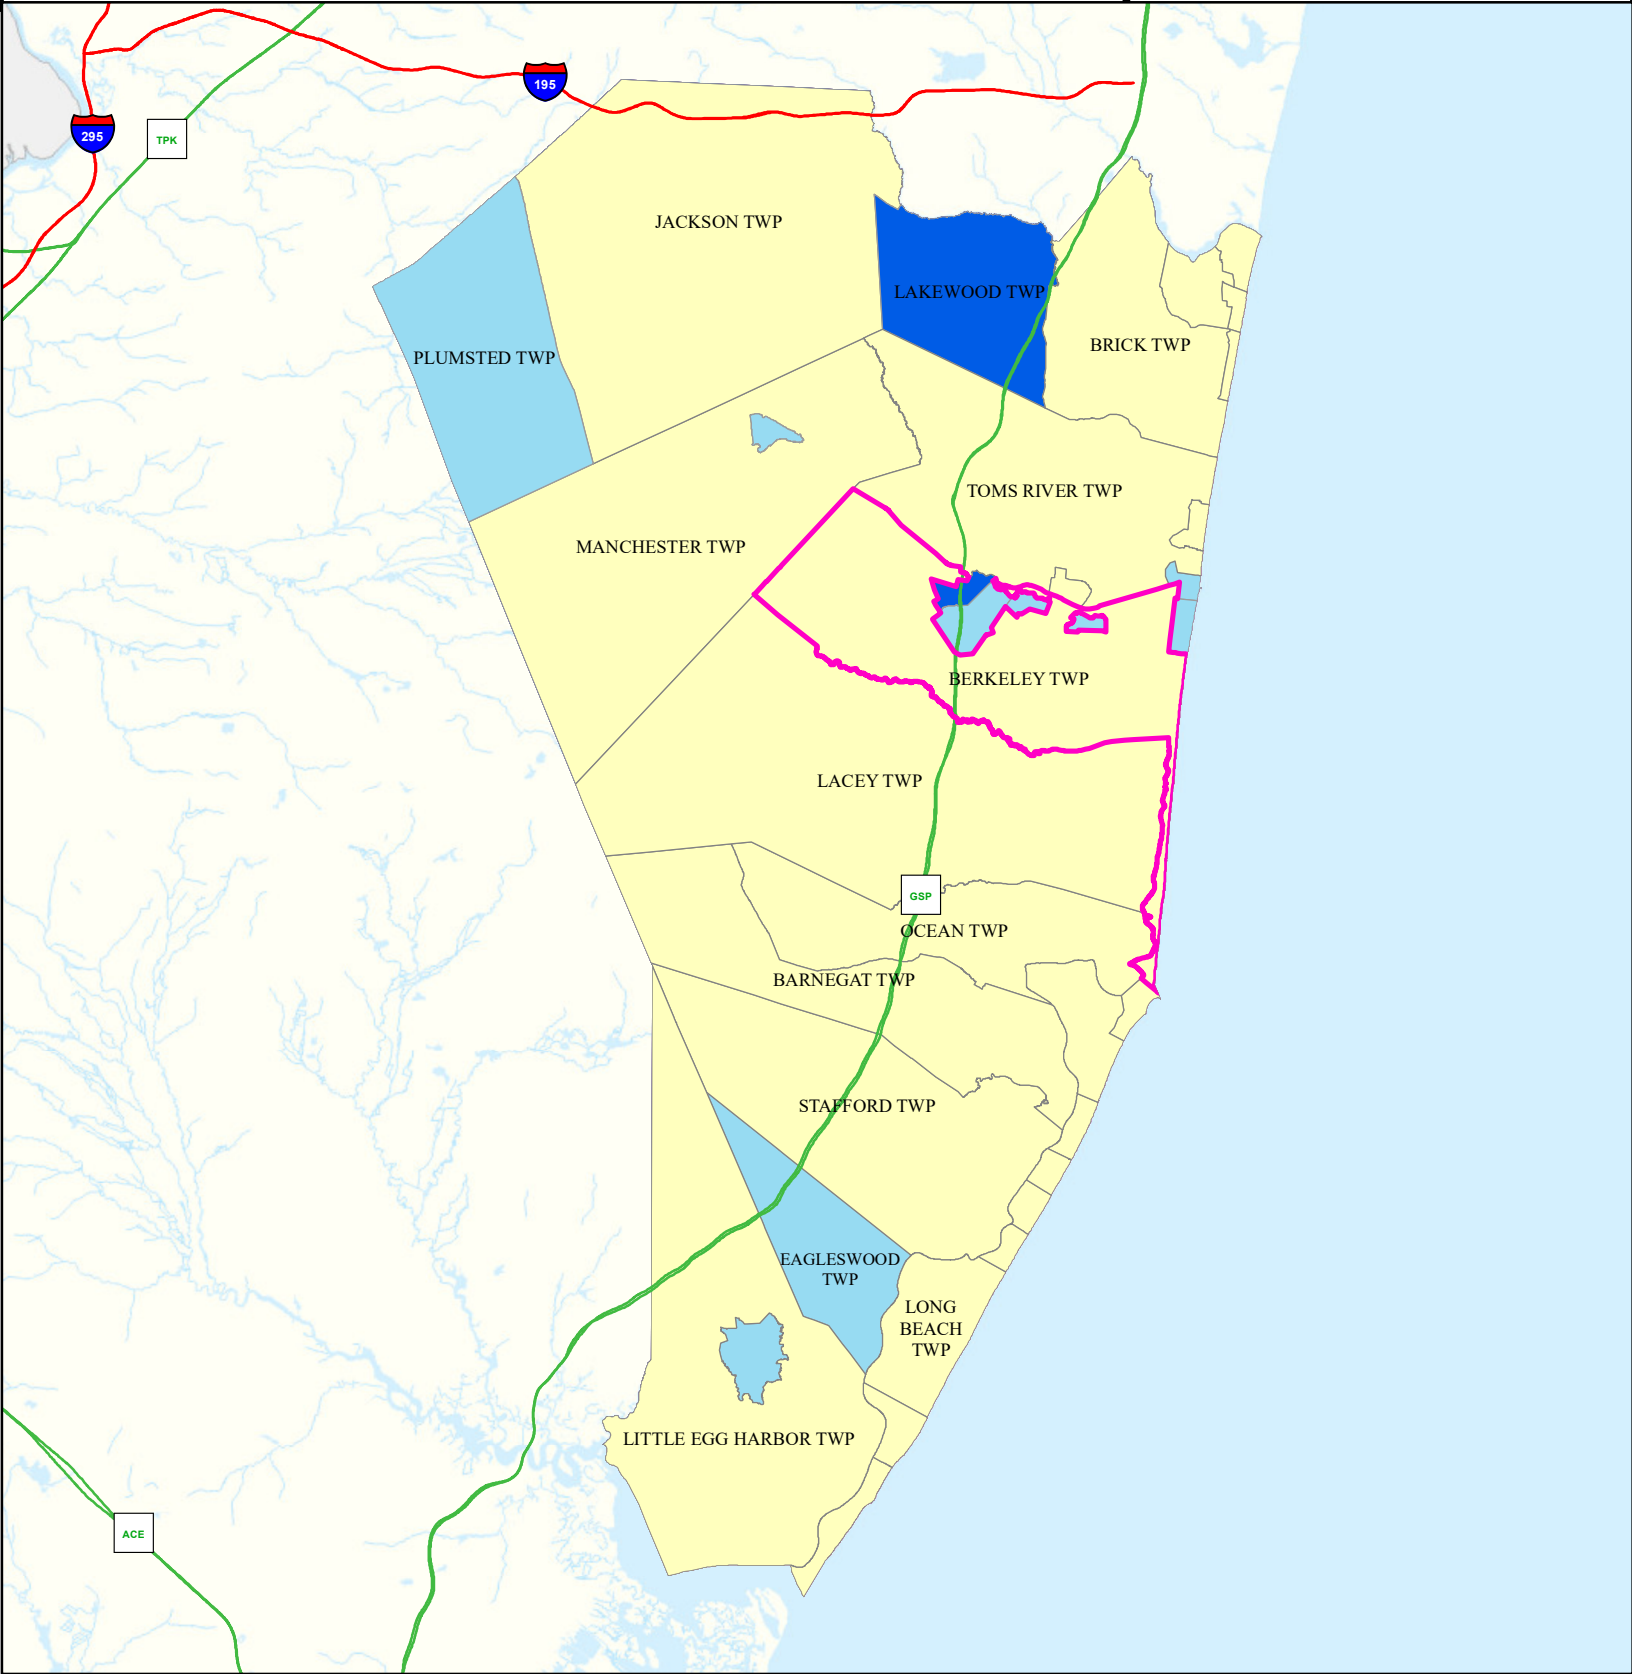 195
295
TPK
JACKSON TWP
LAKEWOOD TWP
BRICK TWP
PLUMSTED TWP
TOMS RIVER TWP
MANCHESTER TWP
BERKELEY TWP
LACEY TWP
GSP
OCEAN TWP
BARNEGAT TWP
STAFFORD TWP
EAGLESWOOD
TWP
LONG
BEACH
TWP
LITTLE EGG HARBOR TWP
ACE